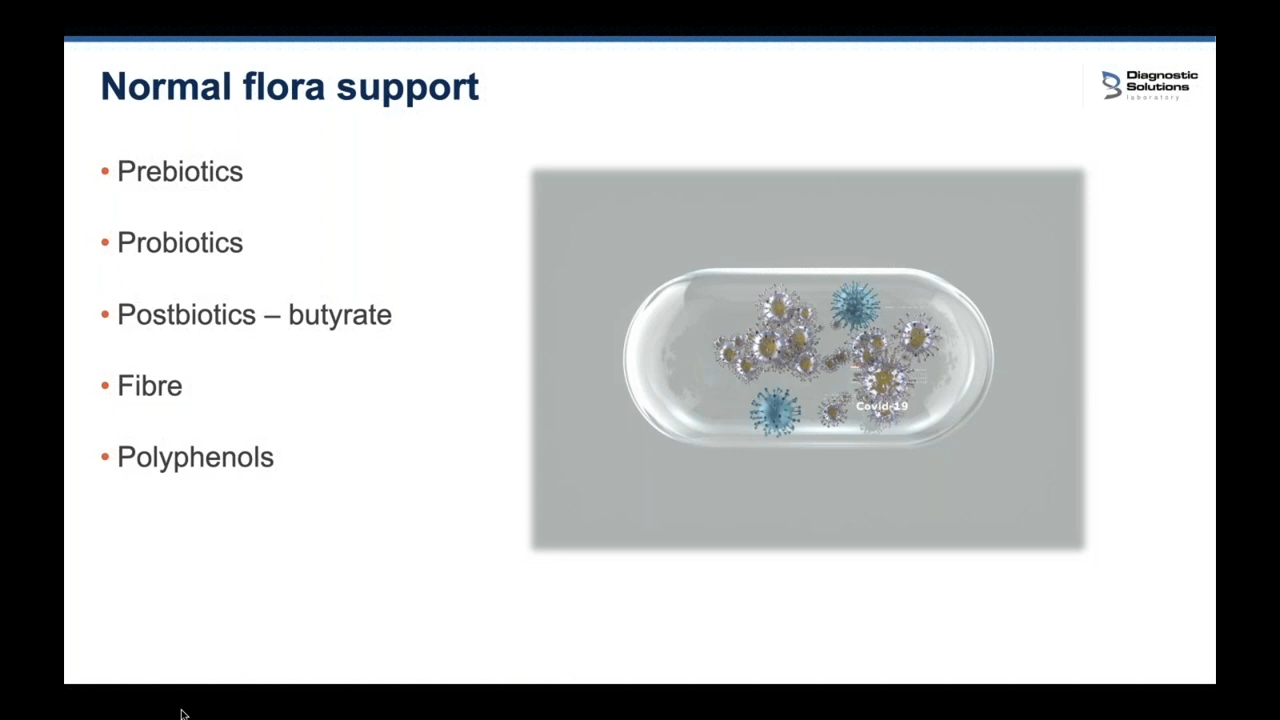 Normal flora support
Diagnostic
Solutions
laboratory
• Prebiotics
• Probiotics
• Postbiotics – butyrate
• Fibre
• Polyphenols
Covid-19